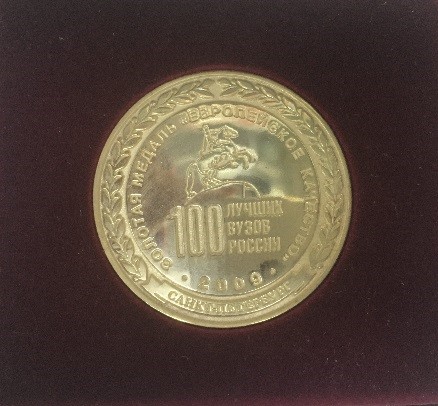 ЗОЛОТАЯ МЕДАЛЬ «ЕВРОПЕЙСКОЕ КАЧЕСТВО»
100
ЛУЧШИХ
ВУЗОВ
РОССИИ
• 2009 •
САНКТ-ПЕТЕРБУРГ